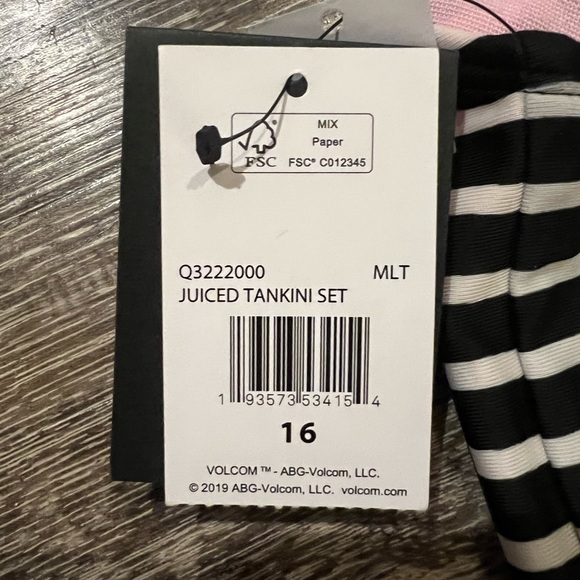 MIX
Paper
FSC
FSC® C012345
Q3222000 MLT
JUICED TANKINI SET
1 93573 53415 4
16
VOLCOM ™ - ABG-Volcom, LLC.
© 2019 ABG-Volcom, LLC. volcom.com